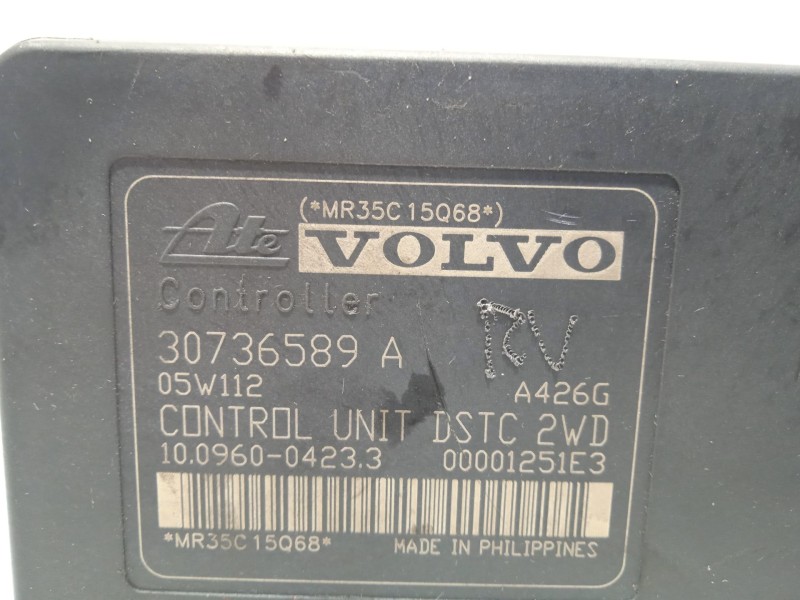 (*MR35C15Q68*)
Ate VOLVO
Controller
30736589 A
RV
05W112 A426G
CONTROL UNIT DSTC 2WD
10.0960-0423.3 00001251E3
*MR35C15Q68* MADE IN PHILIPPINES